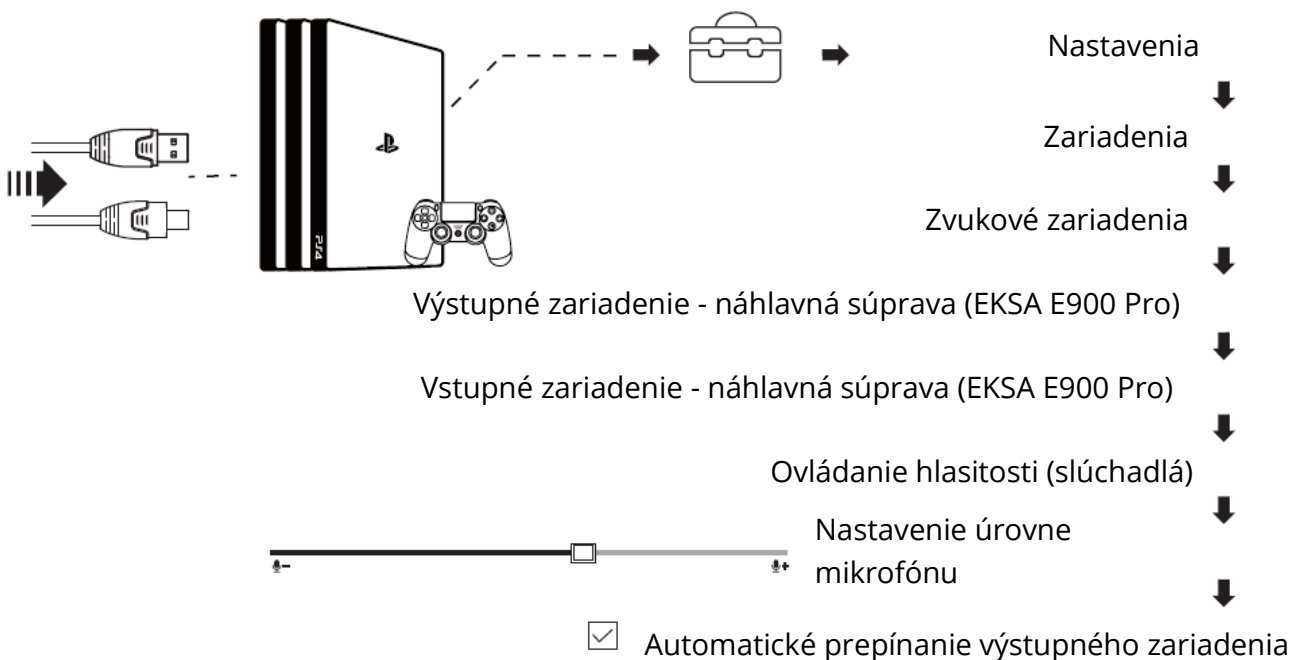 Nastavenia
Zariadenia
Zvukové zariadenia
PS4
Výstupné zariadenie - náhlavná súprava (EKSA E900 Pro)
Vstupné zariadenie - náhlavná súprava (EKSA E900 Pro)
Ovládanie hlasitosti (slúchadlá)
Nastavenie úrovne
mikrofónu
Automatické prepínanie výstupného zariadenia